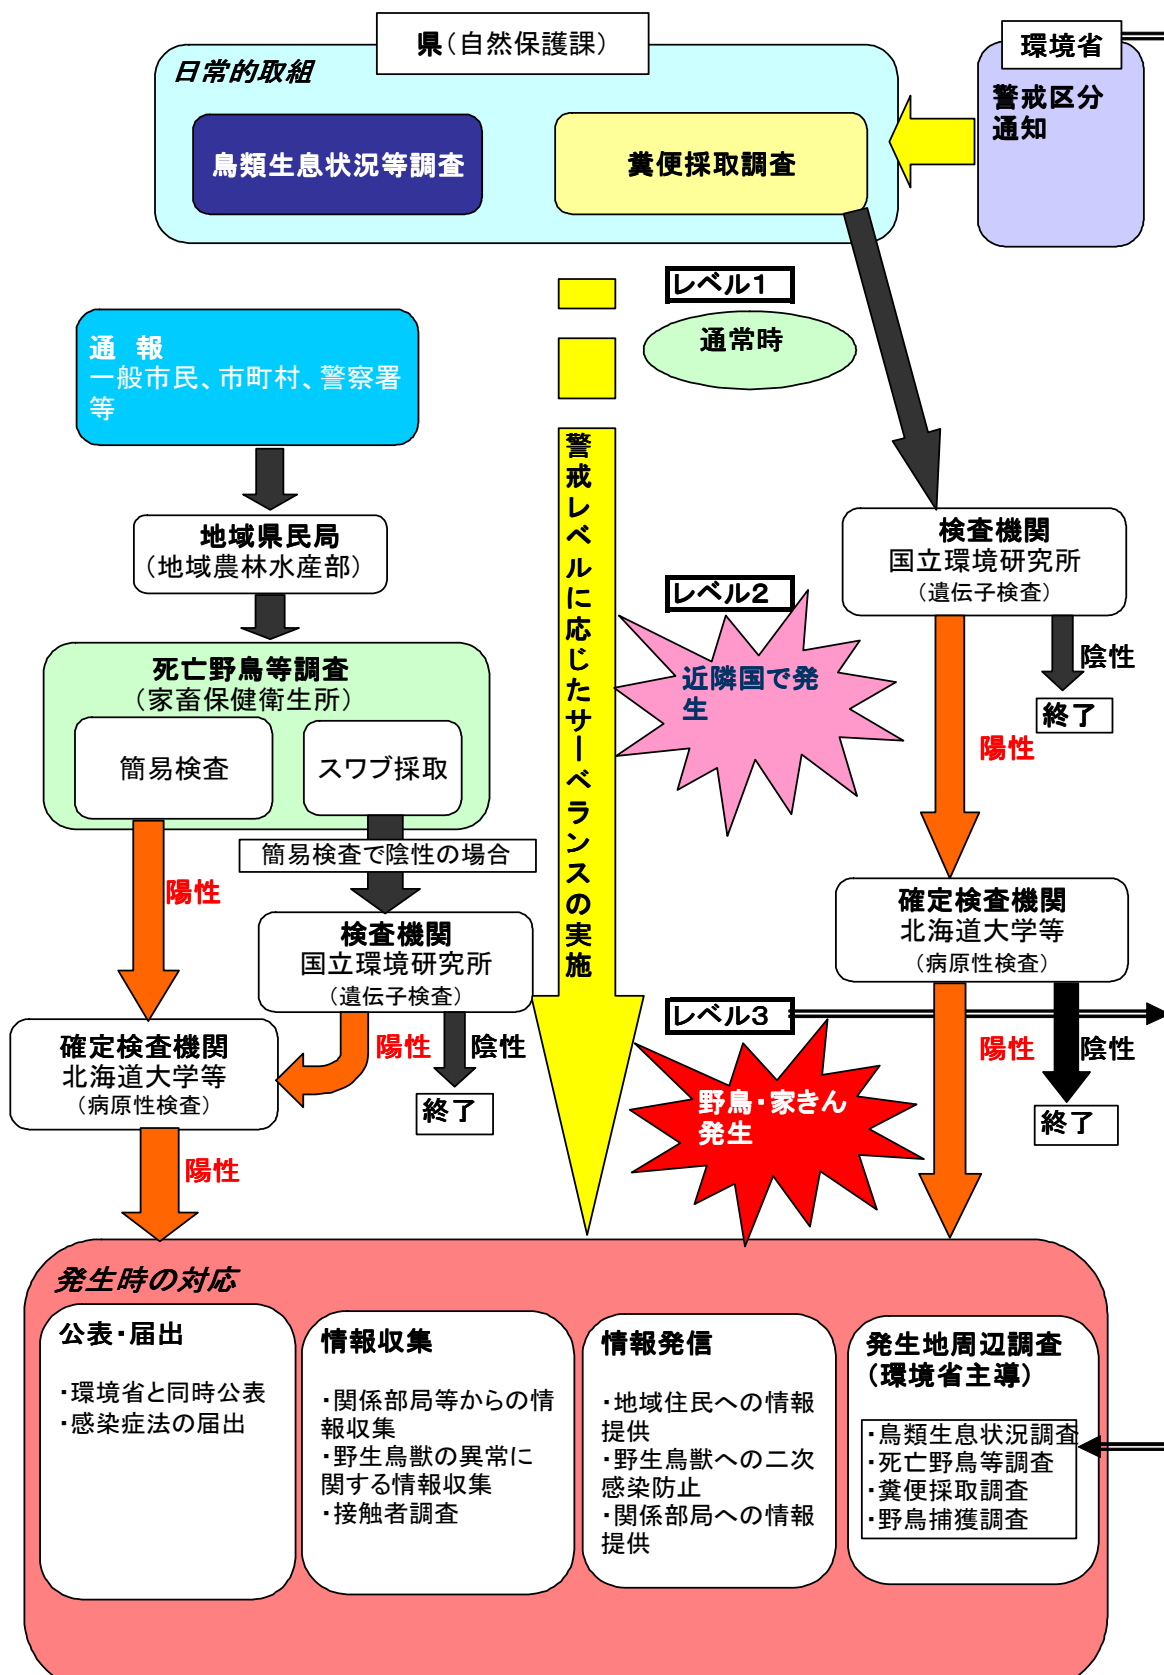 県（自然保護課）
環境省
日常的取組
警戒区分
通知
鳥類生息状況等調査
糞便採取調査
レベル１
通常時
通　報
一般市民、市町村、警察署
等
警戒レベルに応じたサーベランスの実施
地域県民局
（地域農林水産部）
検査機関
国立環境研究所
（遺伝子検査）
レベル２
近隣国で発
生
陰性
終了
陽性
死亡野鳥等調査
（家畜保健衛生所）
簡易検査
スワブ採取
簡易検査で陰性の場合
陽性
検査機関
国立環境研究所
（遺伝子検査）
確定検査機関
北海道大学等
（病原性検査）
レベル３
陽性
陰性
終了
野鳥・家きん
発生
確定検査機関
北海道大学等
（病原性検査）
陽性
陰性
終了
陽性
発生時の対応
公表・届出
・環境省と同時公表
・感染症法の届出
情報収集
・関係部局等からの情
報収集
・野生鳥獣の異常に
関する情報収集
・接触者調査
情報発信
・地域住民への情報
提供
・野生鳥獣への二次
感染防止
・関係部局への情報
提供
発生地周辺調査
（環境省主導）
・鳥類生息状況調査
・死亡野鳥等調査
・糞便採取調査
・野鳥捕獲調査